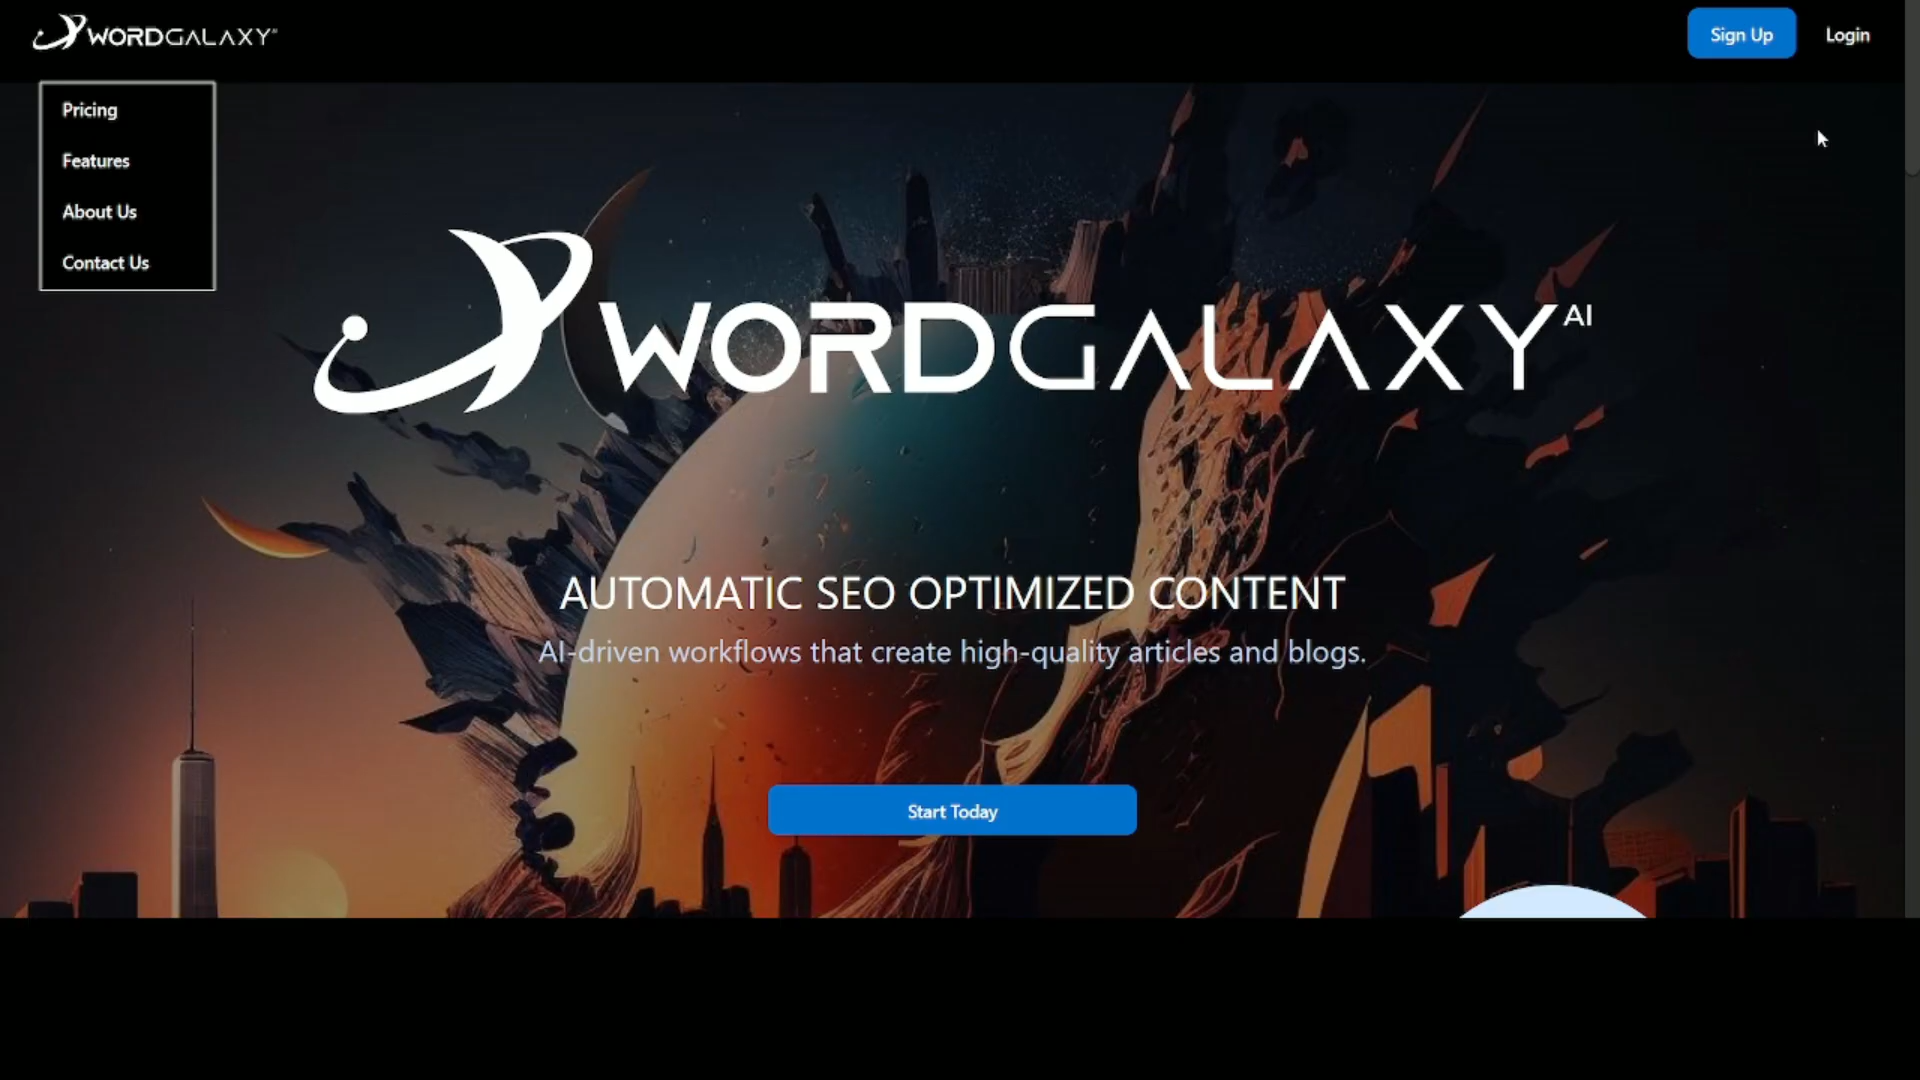 WORDGALAXY
Sign Up
Login
Pricing
Features
About Us
Contact Us
WORDGALAXY AI
AUTOMATIC SEO OPTIMIZED CONTENT
AI-driven workflows that create high-quality articles and blogs.
Start Today